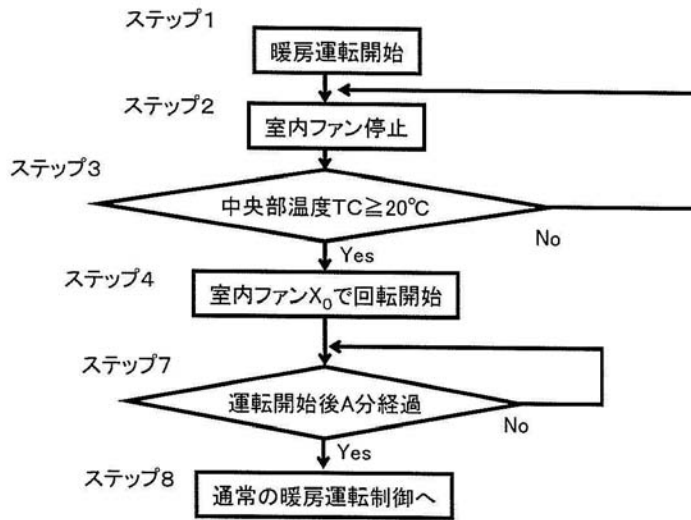 ステップ1
暖房運転開始
ステップ2
室内ファン停止
ステップ3
中央部温度TC≧20℃
No
Yes
ステップ4
室内ファンX₀で回転開始
ステップ7
運転開始後A分経過
No
Yes
ステップ8
通常の暖房運転制御へ